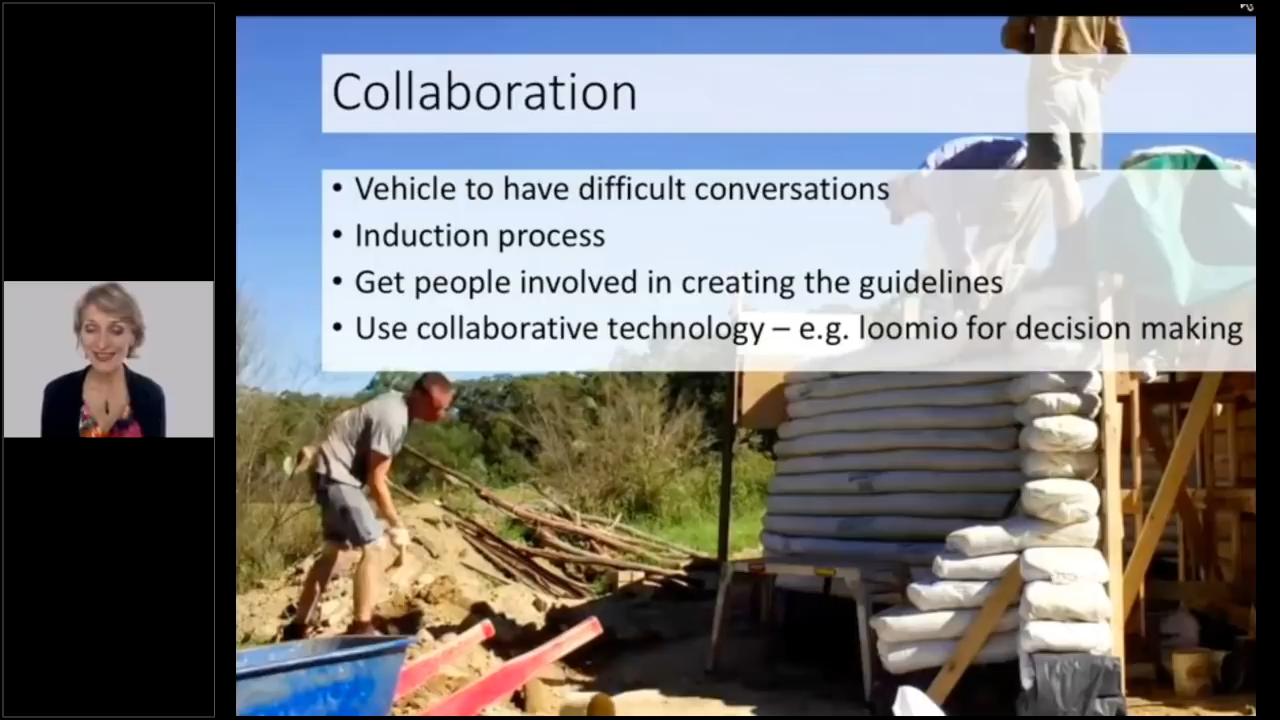 Collaboration
• Vehicle to have difficult conversations
• Induction process
• Get people involved in creating the guidelines
• Use collaborative technology – e.g. loomio for decision making